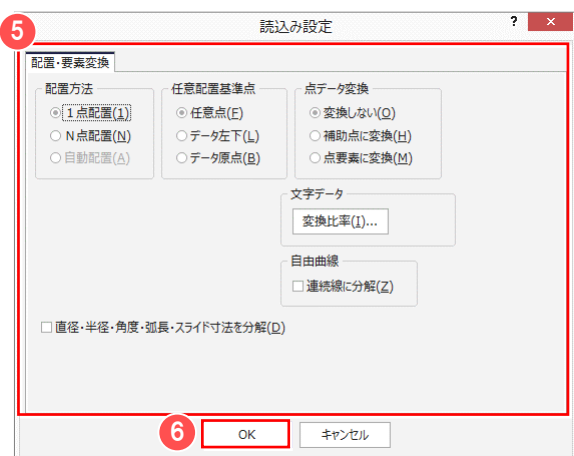 5
読込み設定
? ×
配置・要素変換
配置方法
1点配置(1)
N点配置(N)
自動配置(A)
任意配置基準点
任意点(F)
データ左下(L)
データ原点(B)
点データ変換
変換しない(O)
補助点に変換(H)
点要素に変換(M)
文字データ
変換比率(I)...
自由曲線
連続線に分解(Z)
直径・半径・角度・弧長・スライド寸法を分解(D)
6
OK
キャンセル